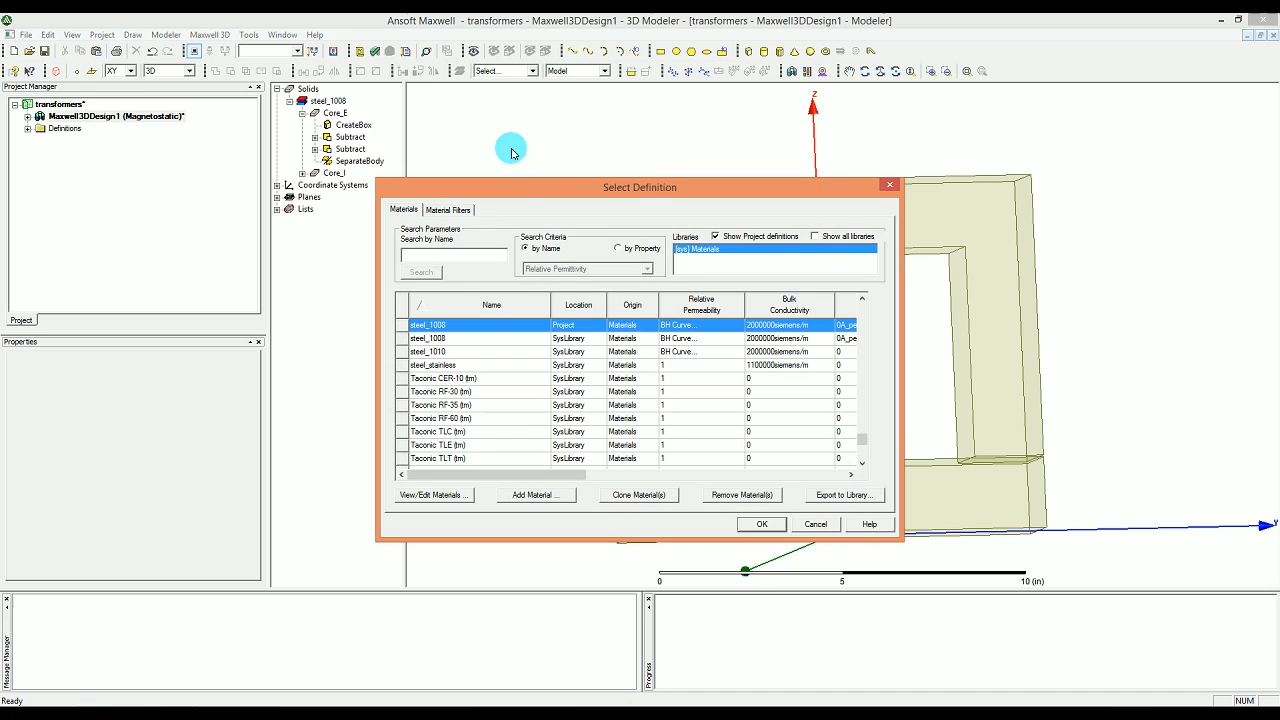 Ansoft Maxwell - transformers - Maxwell3DDesign1 - 3D Modeler - [transformers - Maxwell3DDesign1 - Modeler]
File Edit View Project Draw Modeler Maxwell 3D Tools Window Help
XY 3D Select... Model
Project Manager
transformers*
Maxwell3DDesign1 (Magnetostatic)*
Definitions
Project
Properties
Solids
steel_1008
Core_E
CreateBox
Subtract
Subtract
SeparateBody
Core_I
Coordinate Systems
Planes
Lists
Z
Select Definition
Materials Material Filters
Search Parameters
Search by Name
Search
Search Criteria
by Name by Property
Relative Permittivity
Libraries Show Project definitions Show all libraries
[sys] Materials
/ Name Location Origin Relative Permeability Bulk Conductivity
steel_1008 Project Materials BH Curve... 2000000siemens/m 0A_pe
steel_1008 SysLibrary Materials BH Curve... 2000000siemens/m 0A_pe
steel_1010 SysLibrary Materials BH Curve... 2000000siemens/m 0
steel_stainless SysLibrary Materials 1 1100000siemens/m 0
Taconic CER-10 (tm) SysLibrary Materials 1 0 0
Taconic RF-30 (tm) SysLibrary Materials 1 0 0
Taconic RF-35 (tm) SysLibrary Materials 1 0 0
Taconic RF-60 (tm) SysLibrary Materials 1 0 0
Taconic TLC (tm) SysLibrary Materials 1 0 0
Taconic TLE (tm) SysLibrary Materials 1 0 0
Taconic TLT (tm) SysLibrary Materials 1 0 0
View/Edit Materials ... Add Material ... Clone Material(s) Remove Material(s) Export to Library...
OK Cancel Help
Y
0 5 10 (in)
Message Manager
Progress
Ready
NUM